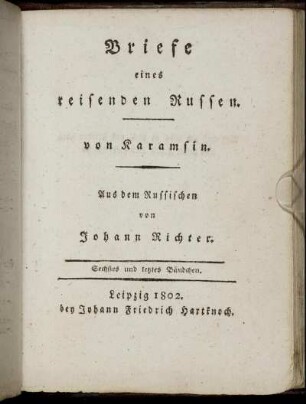 Briefe
eines
reisenden Russen.
von Karamsin.
Aus dem Russischen
von
Johann Richter.
Sechstes und letztes Bändchen.
Leipzig 1802.
bey Johann Friedrich Hartknoch.